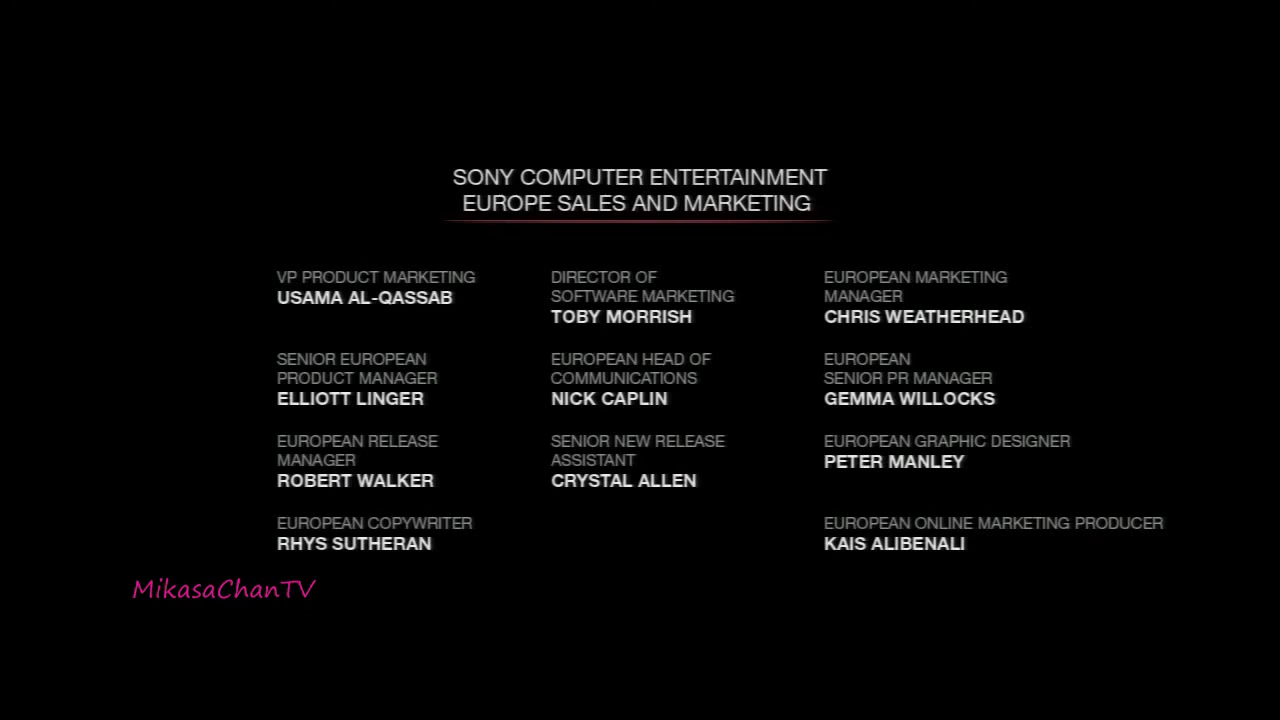 SONY COMPUTER ENTERTAINMENT
EUROPE SALES AND MARKETING
VP PRODUCT MARKETING
USAMA AL-QASSAB
DIRECTOR OF
SOFTWARE MARKETING
TOBY MORRISH
EUROPEAN MARKETING
MANAGER
CHRIS WEATHERHEAD
SENIOR EUROPEAN
PRODUCT MANAGER
ELLIOTT LINGER
EUROPEAN HEAD OF
COMMUNICATIONS
NICK CAPLIN
EUROPEAN
SENIOR PR MANAGER
GEMMA WILLOCKS
EUROPEAN RELEASE
MANAGER
ROBERT WALKER
SENIOR NEW RELEASE
ASSISTANT
CRYSTAL ALLEN
EUROPEAN GRAPHIC DESIGNER
PETER MANLEY
EUROPEAN COPYWRITER
RHYS SUTHERAN
EUROPEAN ONLINE MARKETING PRODUCER
KAIS ALIBENALI
MikasaChanTV